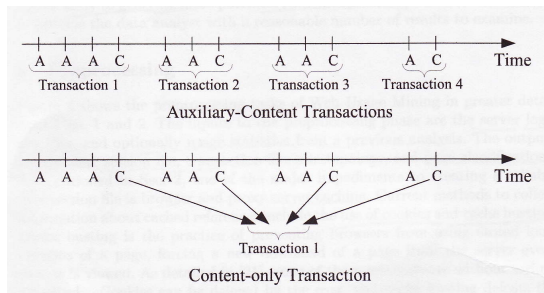 A A A C A A C A A C A C Time
Transaction 1 Transaction 2 Transaction 3 Transaction 4
Auxiliary-Content Transactions
A A A C A A C A A C A C Time
Transaction 1
Content-only Transaction